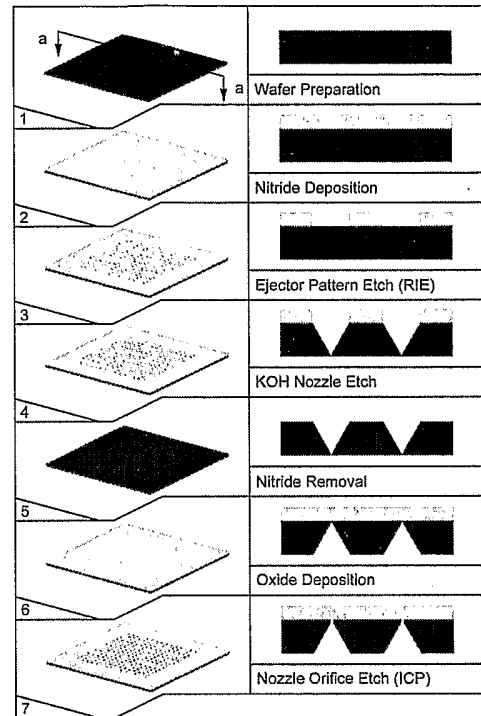 a
a
Wafer Preparation
1
Nitride Deposition
2
Ejector Pattern Etch (RIE)
3
KOH Nozzle Etch
4
Nitride Removal
5
Oxide Deposition
6
Nozzle Orifice Etch (ICP)
7